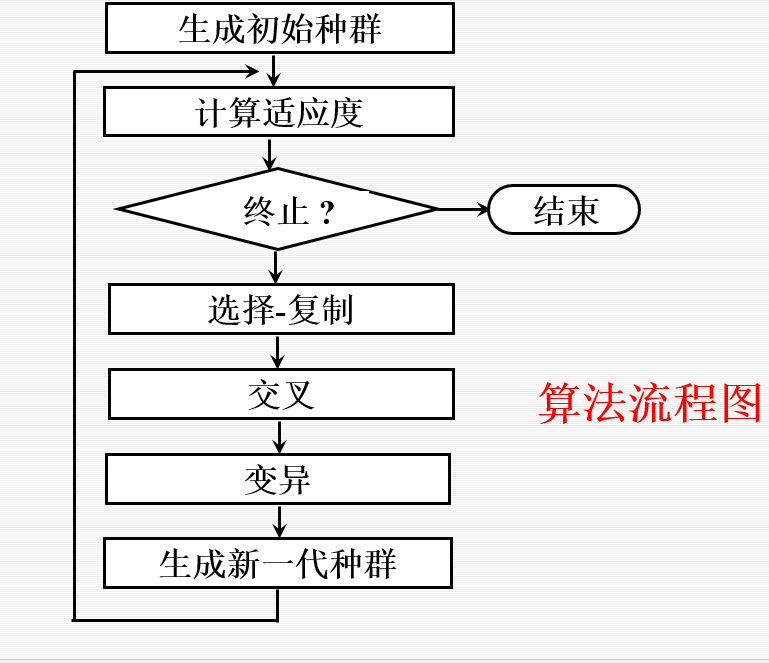 生成初始种群
计算适应度
终止?
结束
选择-复制
交叉
算法流程图
变异
生成新一代种群